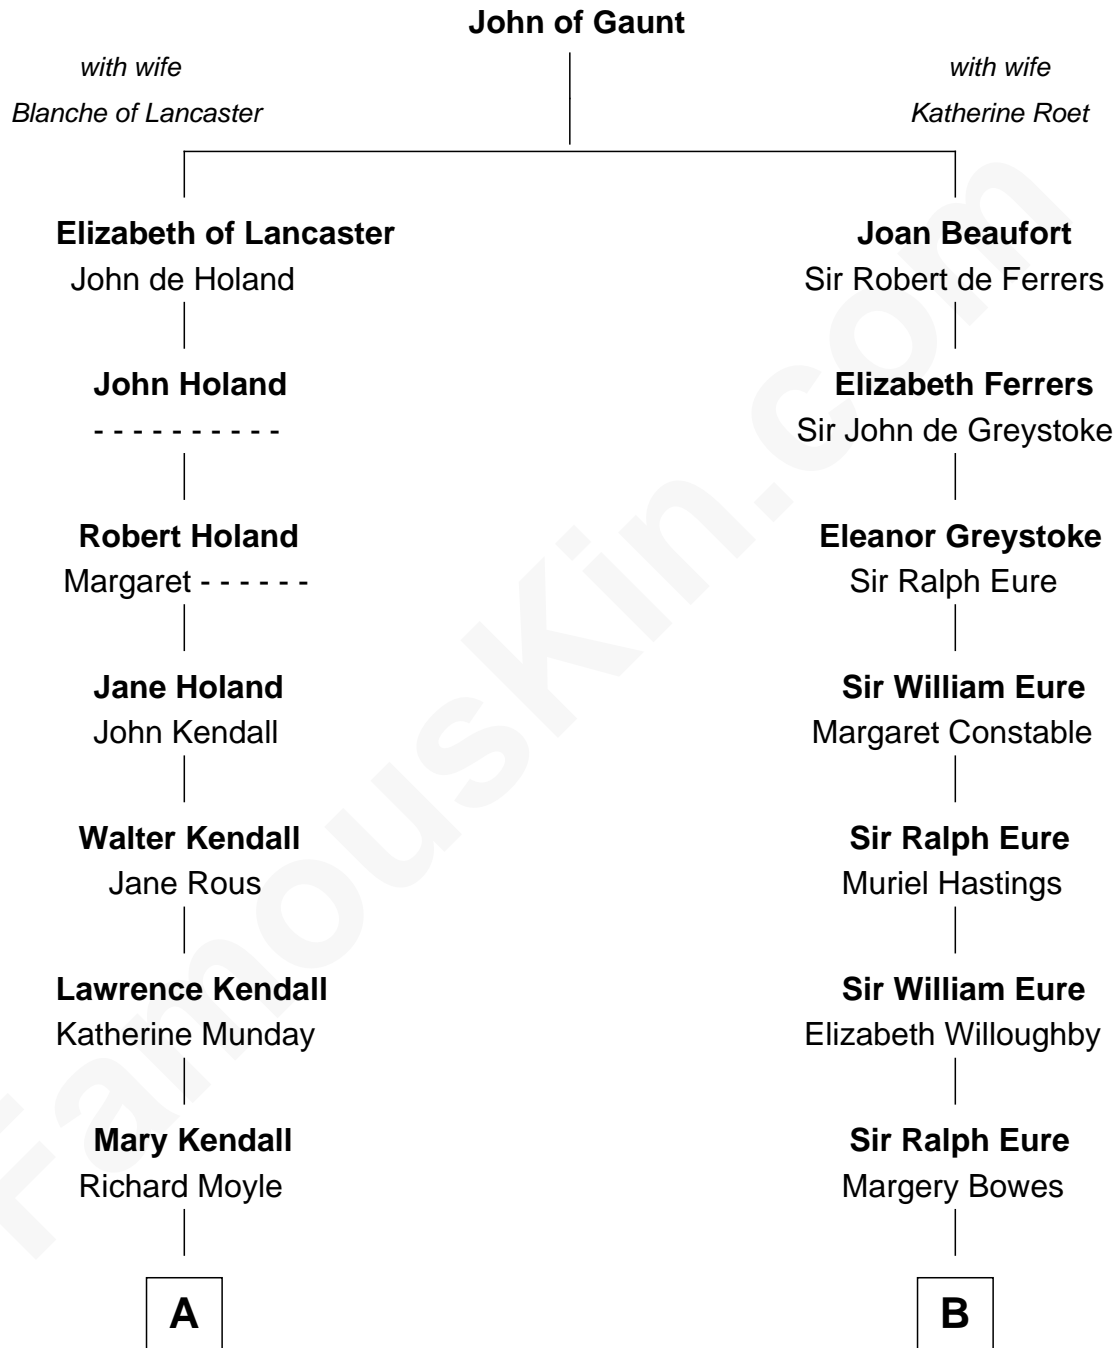 John of Gaunt
with wife
Blanche of Lancaster
with wife
Katherine Roet
Elizabeth of Lancaster
John de Holand
Joan Beaufort
Sir Robert de Ferrers
John Holand
- - - - - - - - - -
Elizabeth Ferrers
Sir John de Greystoke
Robert Holand
Margaret - - - - - -
Eleanor Greystoke
Sir Ralph Eure
Jane Holand
John Kendall
Sir William Eure
Margaret Constable
Walter Kendall
Jane Rous
Sir Ralph Eure
Muriel Hastings
Lawrence Kendall
Katherine Munday
Sir William Eure
Elizabeth Willoughby
Mary Kendall
Richard Moyle
Sir Ralph Eure
Margery Bowes
A
B
FamousKin.com